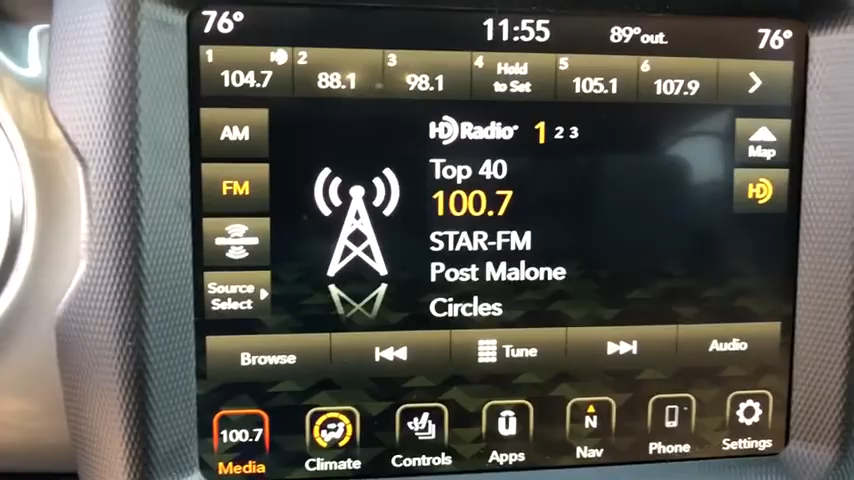 76° 11:55 89°out. 76°
1 104.7 2 88.1 3 98.1 4 Hold to Set 5 105.1 6 107.9
AM
HD Radio 1 2 3
Map
Top 40
FM
100.7
HD
STAR-FM
Post Malone
Source Select
Circles
Browse Tune Audio
100.7 N
Media Climate Controls Apps Nav Phone Settings